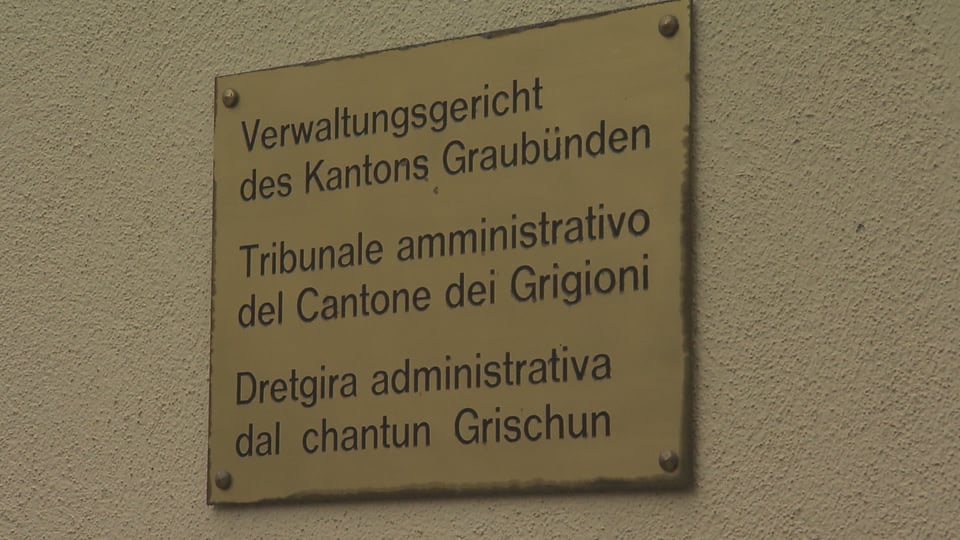 Verwaltungsgericht
des Kantons Graubünden
Tribunale amministrativo
del Cantone dei Grigioni
Dretgira administrativa
dal chantun Grischun